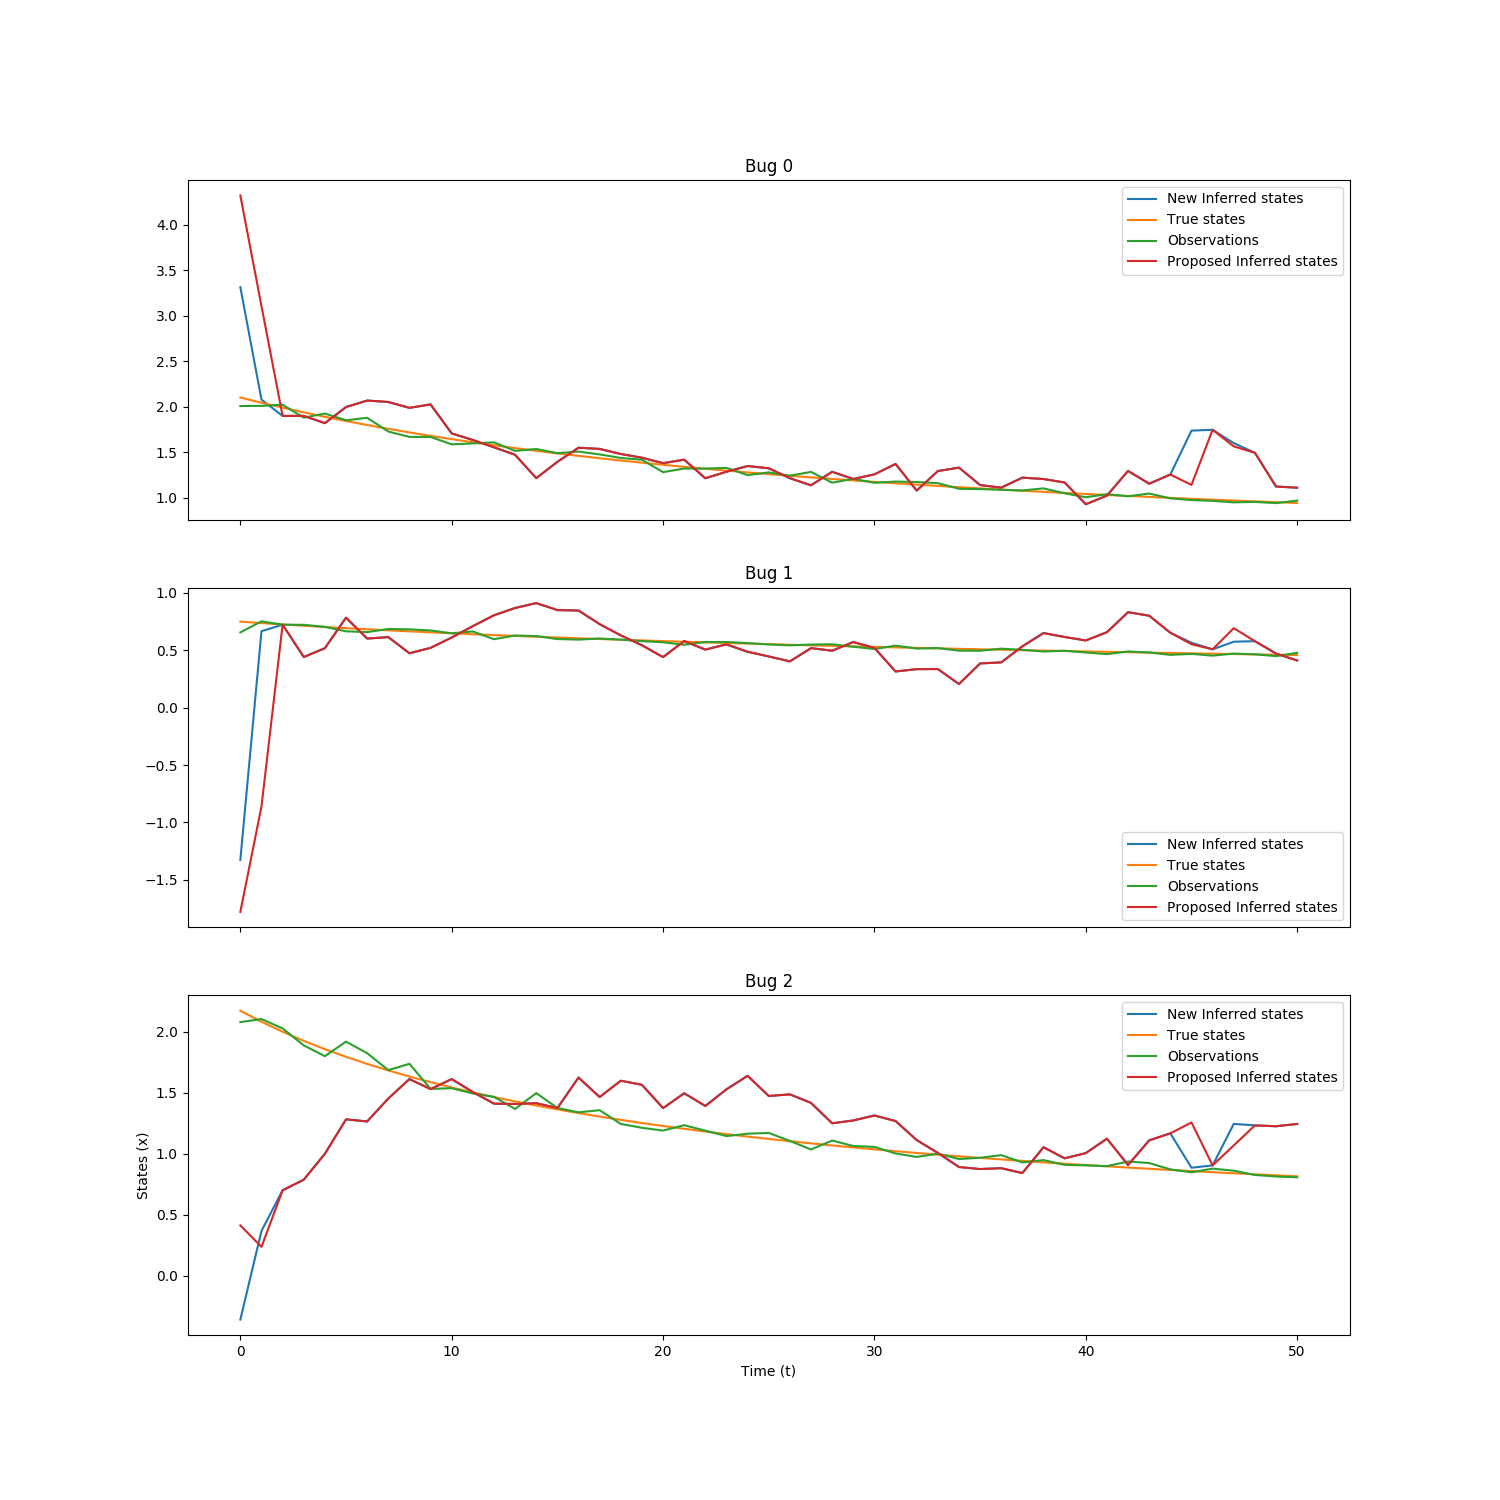 Bug 0
New Inferred states
True states
Observations
Proposed Inferred states
4.0
3.5
3.0
2.5
2.0
1.5
1.0
Bug 1
1.0
0.5
0.0
−0.5
−1.0
−1.5
New Inferred states
True states
Observations
Proposed Inferred states
Bug 2
New Inferred states
True states
Observations
Proposed Inferred states
2.0
1.5
1.0
0.5
0.0
States (x)
0 10 20 30 40 50
Time (t)